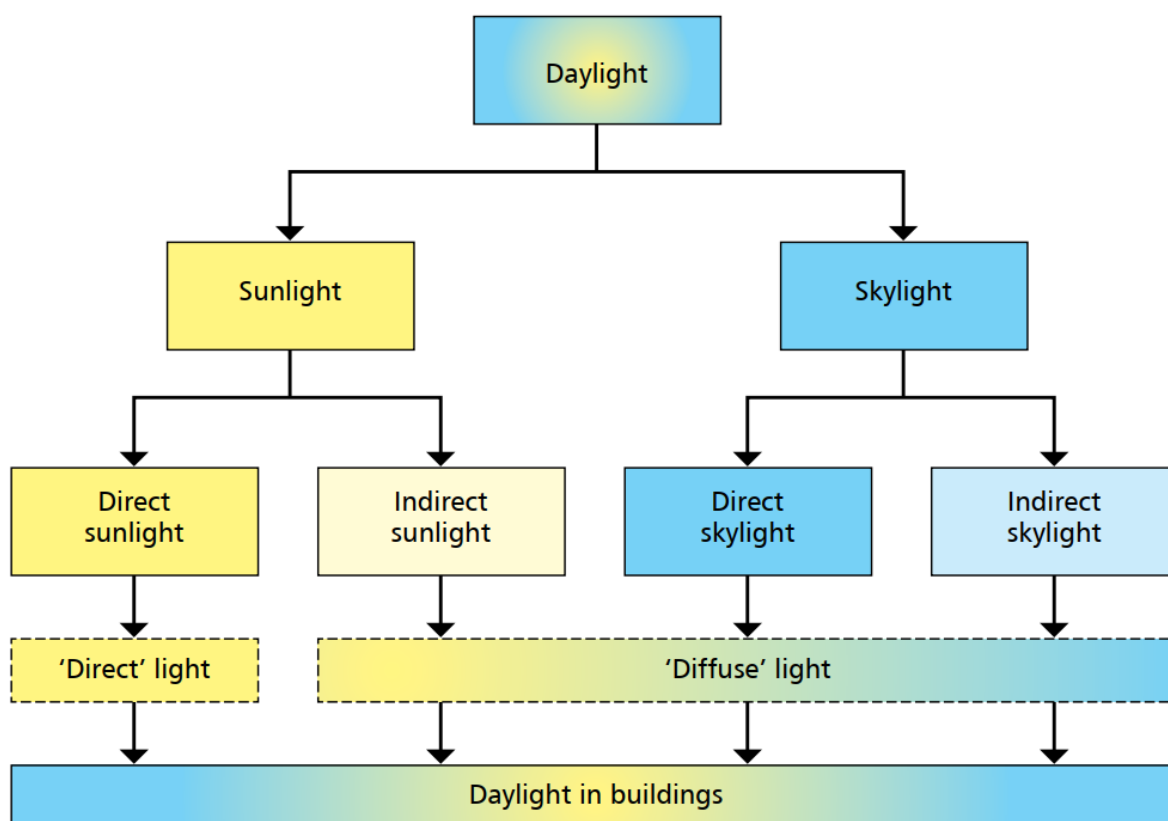 Daylight
Sunlight
Skylight
Direct
sunlight
Indirect
sunlight
Direct
skylight
Indirect
skylight
‘Direct’ light
‘Diffuse’ light
Daylight in buildings